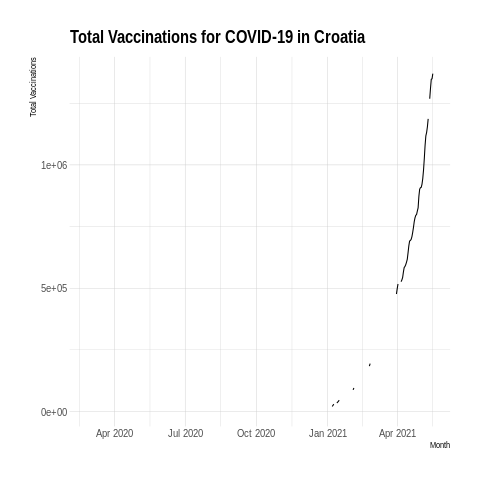 Total Vaccinations for COVID-19 in Croatia
Total Vaccinations
1e+06
5e+05
0e+00
Apr 2020 Jul 2020 Oct 2020 Jan 2021 Apr 2021
Month